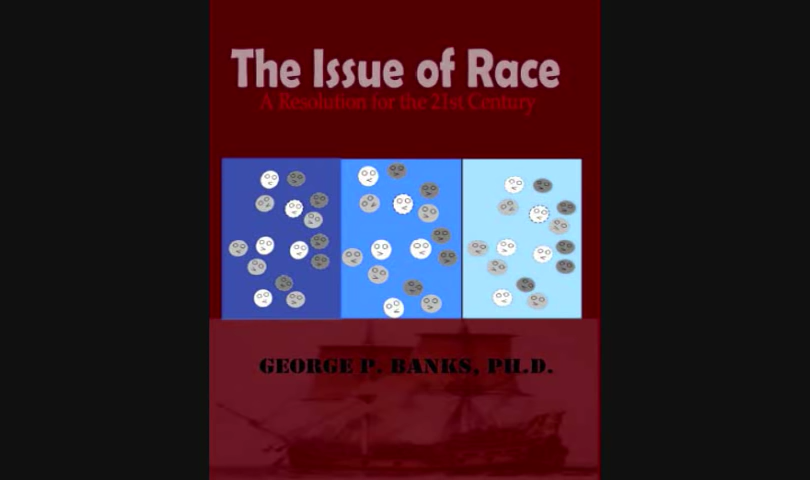 The Issue of Race
A Resolution for the 21st Century
GEORGE P. BANKS, PH.D.